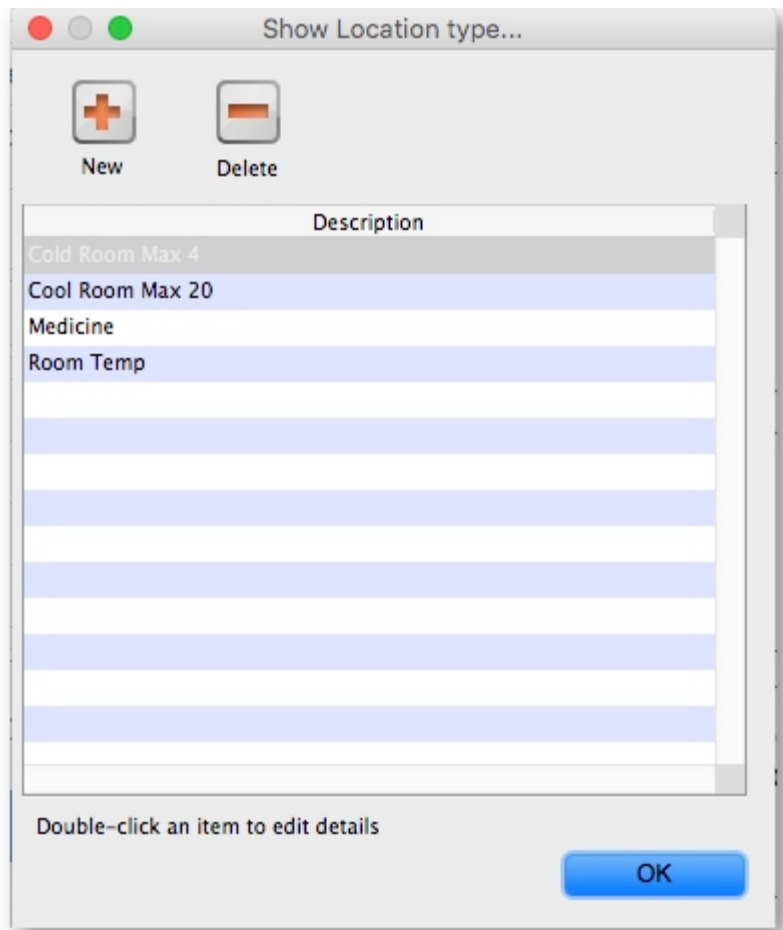 Show Location type...
New Delete
Description
Cold Room Max 4
Cool Room Max 20
Medicine
Room Temp
Double-click an item to edit details
OK